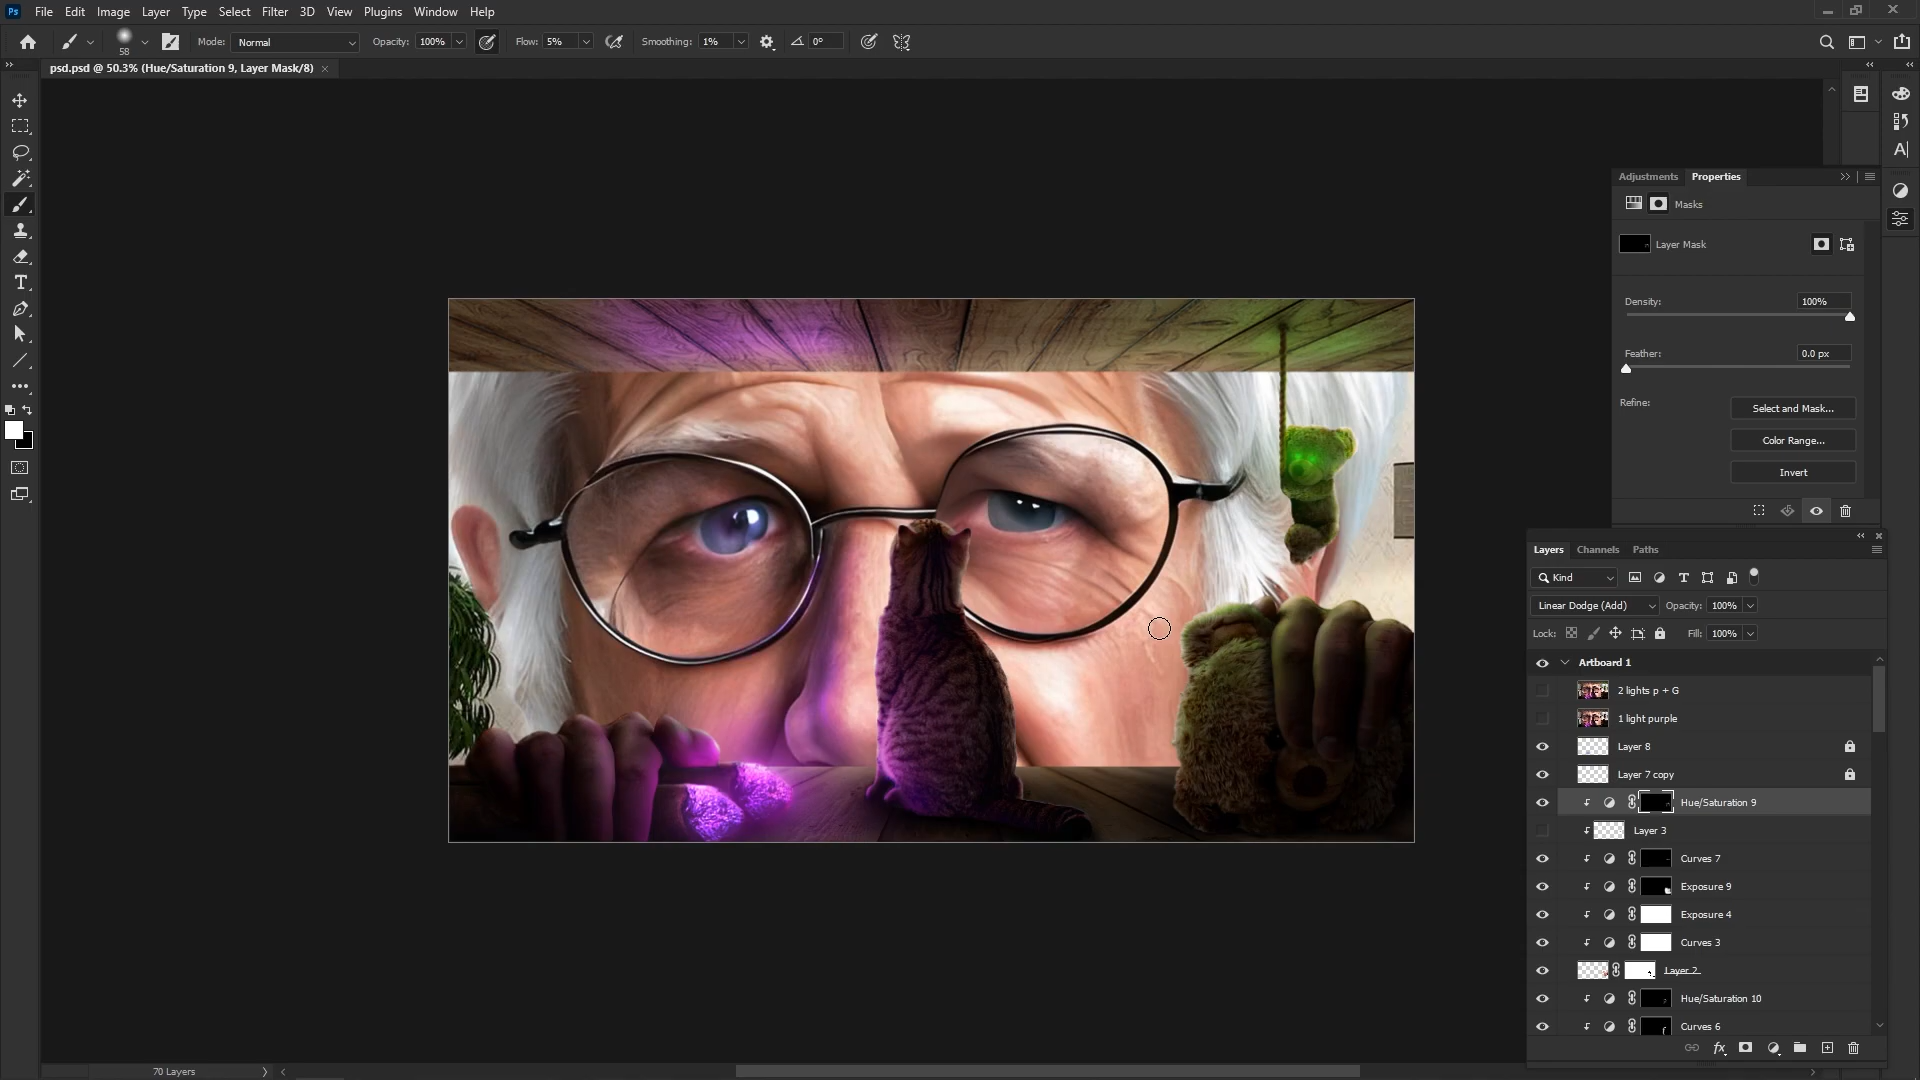 Ps File Edit Image Layer Type Select Filter 3D View Plugins Window Help
58 Mode: Normal Opacity: 100% Flow: 5% Smoothing: 1% 0°
psd.psd @ 50.3% (Hue/Saturation 9, Layer Mask/8)
Adjustments Properties
Masks
Layer Mask
Density: 100%
Feather: 0.0 px
Refine: Select and Mask...
Color Range...
Invert
Layers Channels Paths
Kind
Linear Dodge (Add) Opacity: 100%
Lock: Fill: 100%
Artboard 1
2 lights p + G
1 light purple
Layer 8
Layer 7 copy
Hue/Saturation 9
Layer 3
Curves 7
Exposure 9
Exposure 4
Curves 3
Layer 2
Hue/Saturation 10
Curves 6
fx
70 Layers